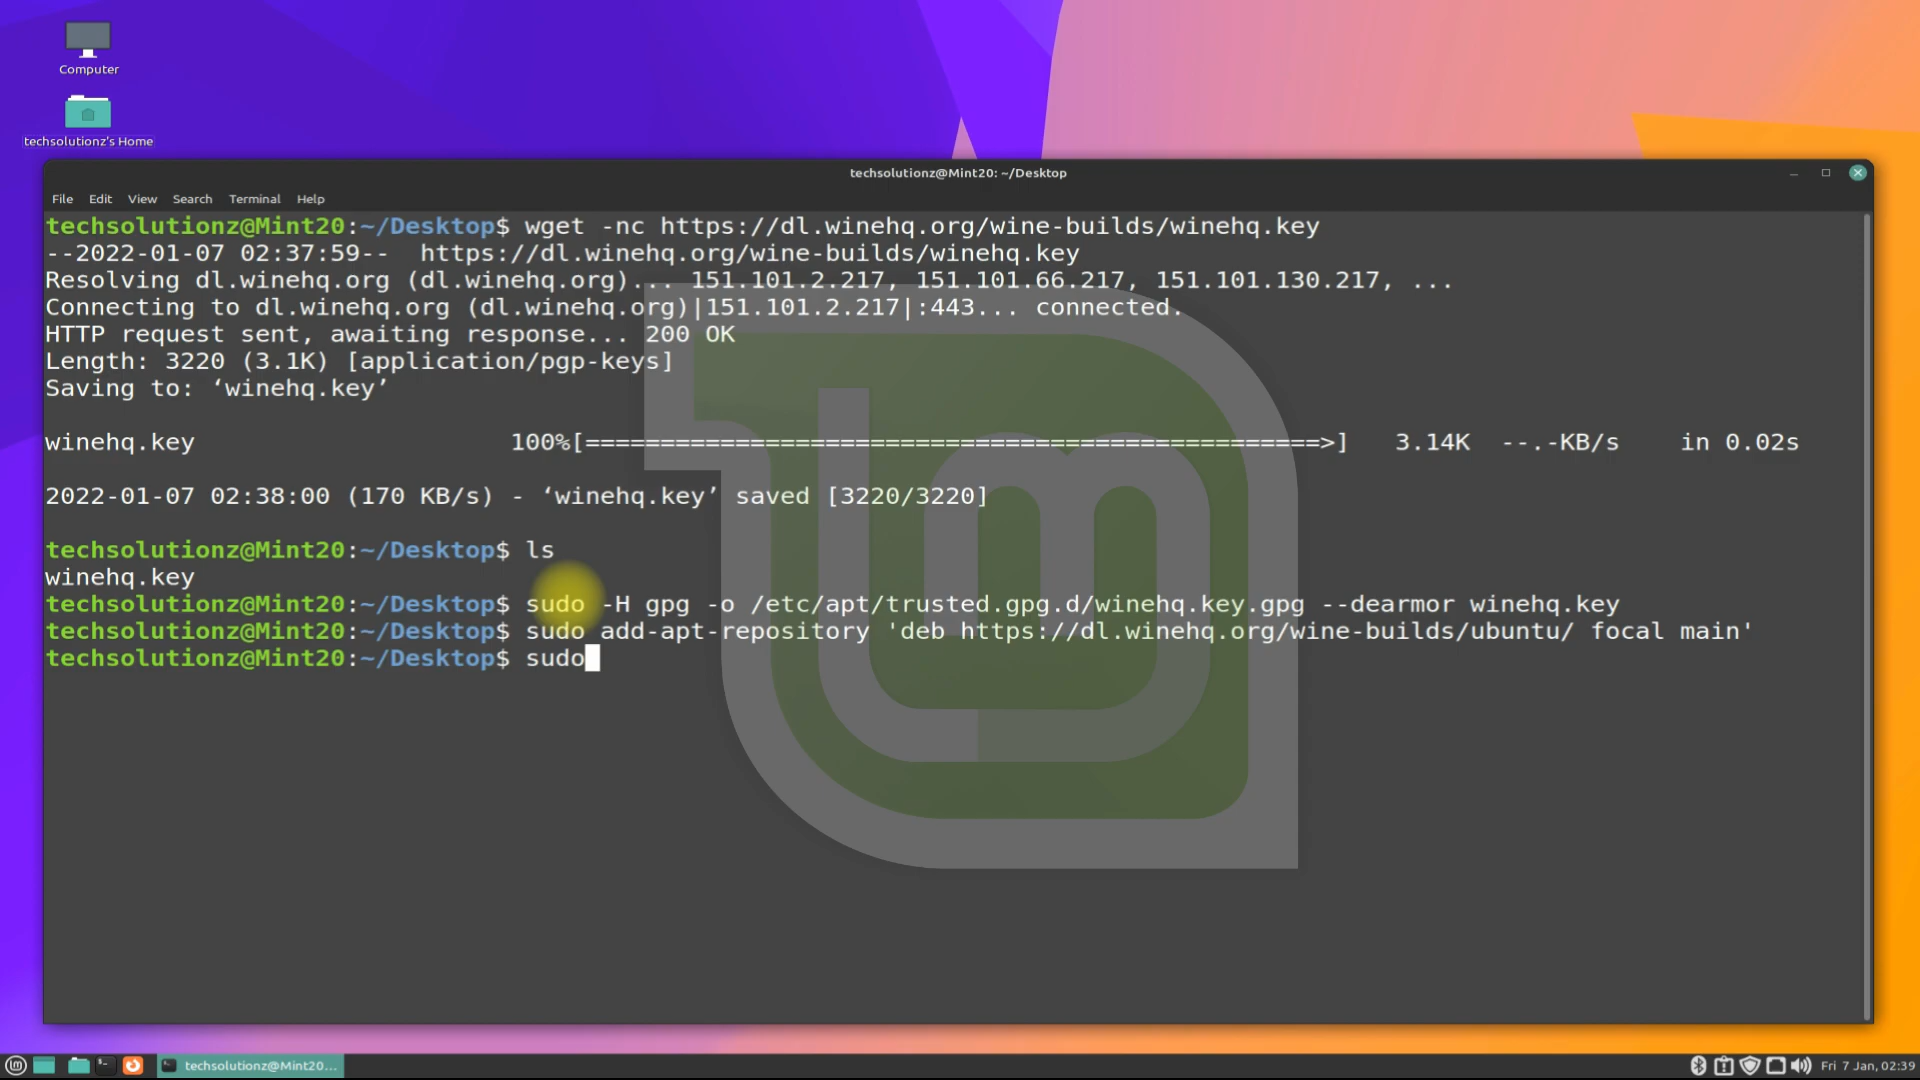 Computer
techsolutionz's Home
techsolutionz@Mint20: ~/Desktop
File Edit View Search Terminal Help
techsolutionz@Mint20:~/Desktop$ wget -nc https://dl.winehq.org/wine-builds/winehq.key
--2022-01-07 02:37:59--  https://dl.winehq.org/wine-builds/winehq.key
Resolving dl.winehq.org (dl.winehq.org)... 151.101.2.217, 151.101.66.217, 151.101.130.217, ...
Connecting to dl.winehq.org (dl.winehq.org)|151.101.2.217|:443... connected.
HTTP request sent, awaiting response... 200 OK
Length: 3220 (3.1K) [application/pgp-keys]
Saving to: ‘winehq.key’
winehq.key 100%[=================================================>] 3.14K --.-KB/s in 0.02s
2022-01-07 02:38:00 (170 KB/s) - ‘winehq.key’ saved [3220/3220]
techsolutionz@Mint20:~/Desktop$ ls
winehq.key
techsolutionz@Mint20:~/Desktop$ sudo -H gpg -o /etc/apt/trusted.gpg.d/winehq.key.gpg --dearmor winehq.key
techsolutionz@Mint20:~/Desktop$ sudo add-apt-repository 'deb https://dl.winehq.org/wine-builds/ubuntu/ focal main'
techsolutionz@Mint20:~/Desktop$ sudo
techsolutionz@Mint20... Fri 7 Jan, 02:39